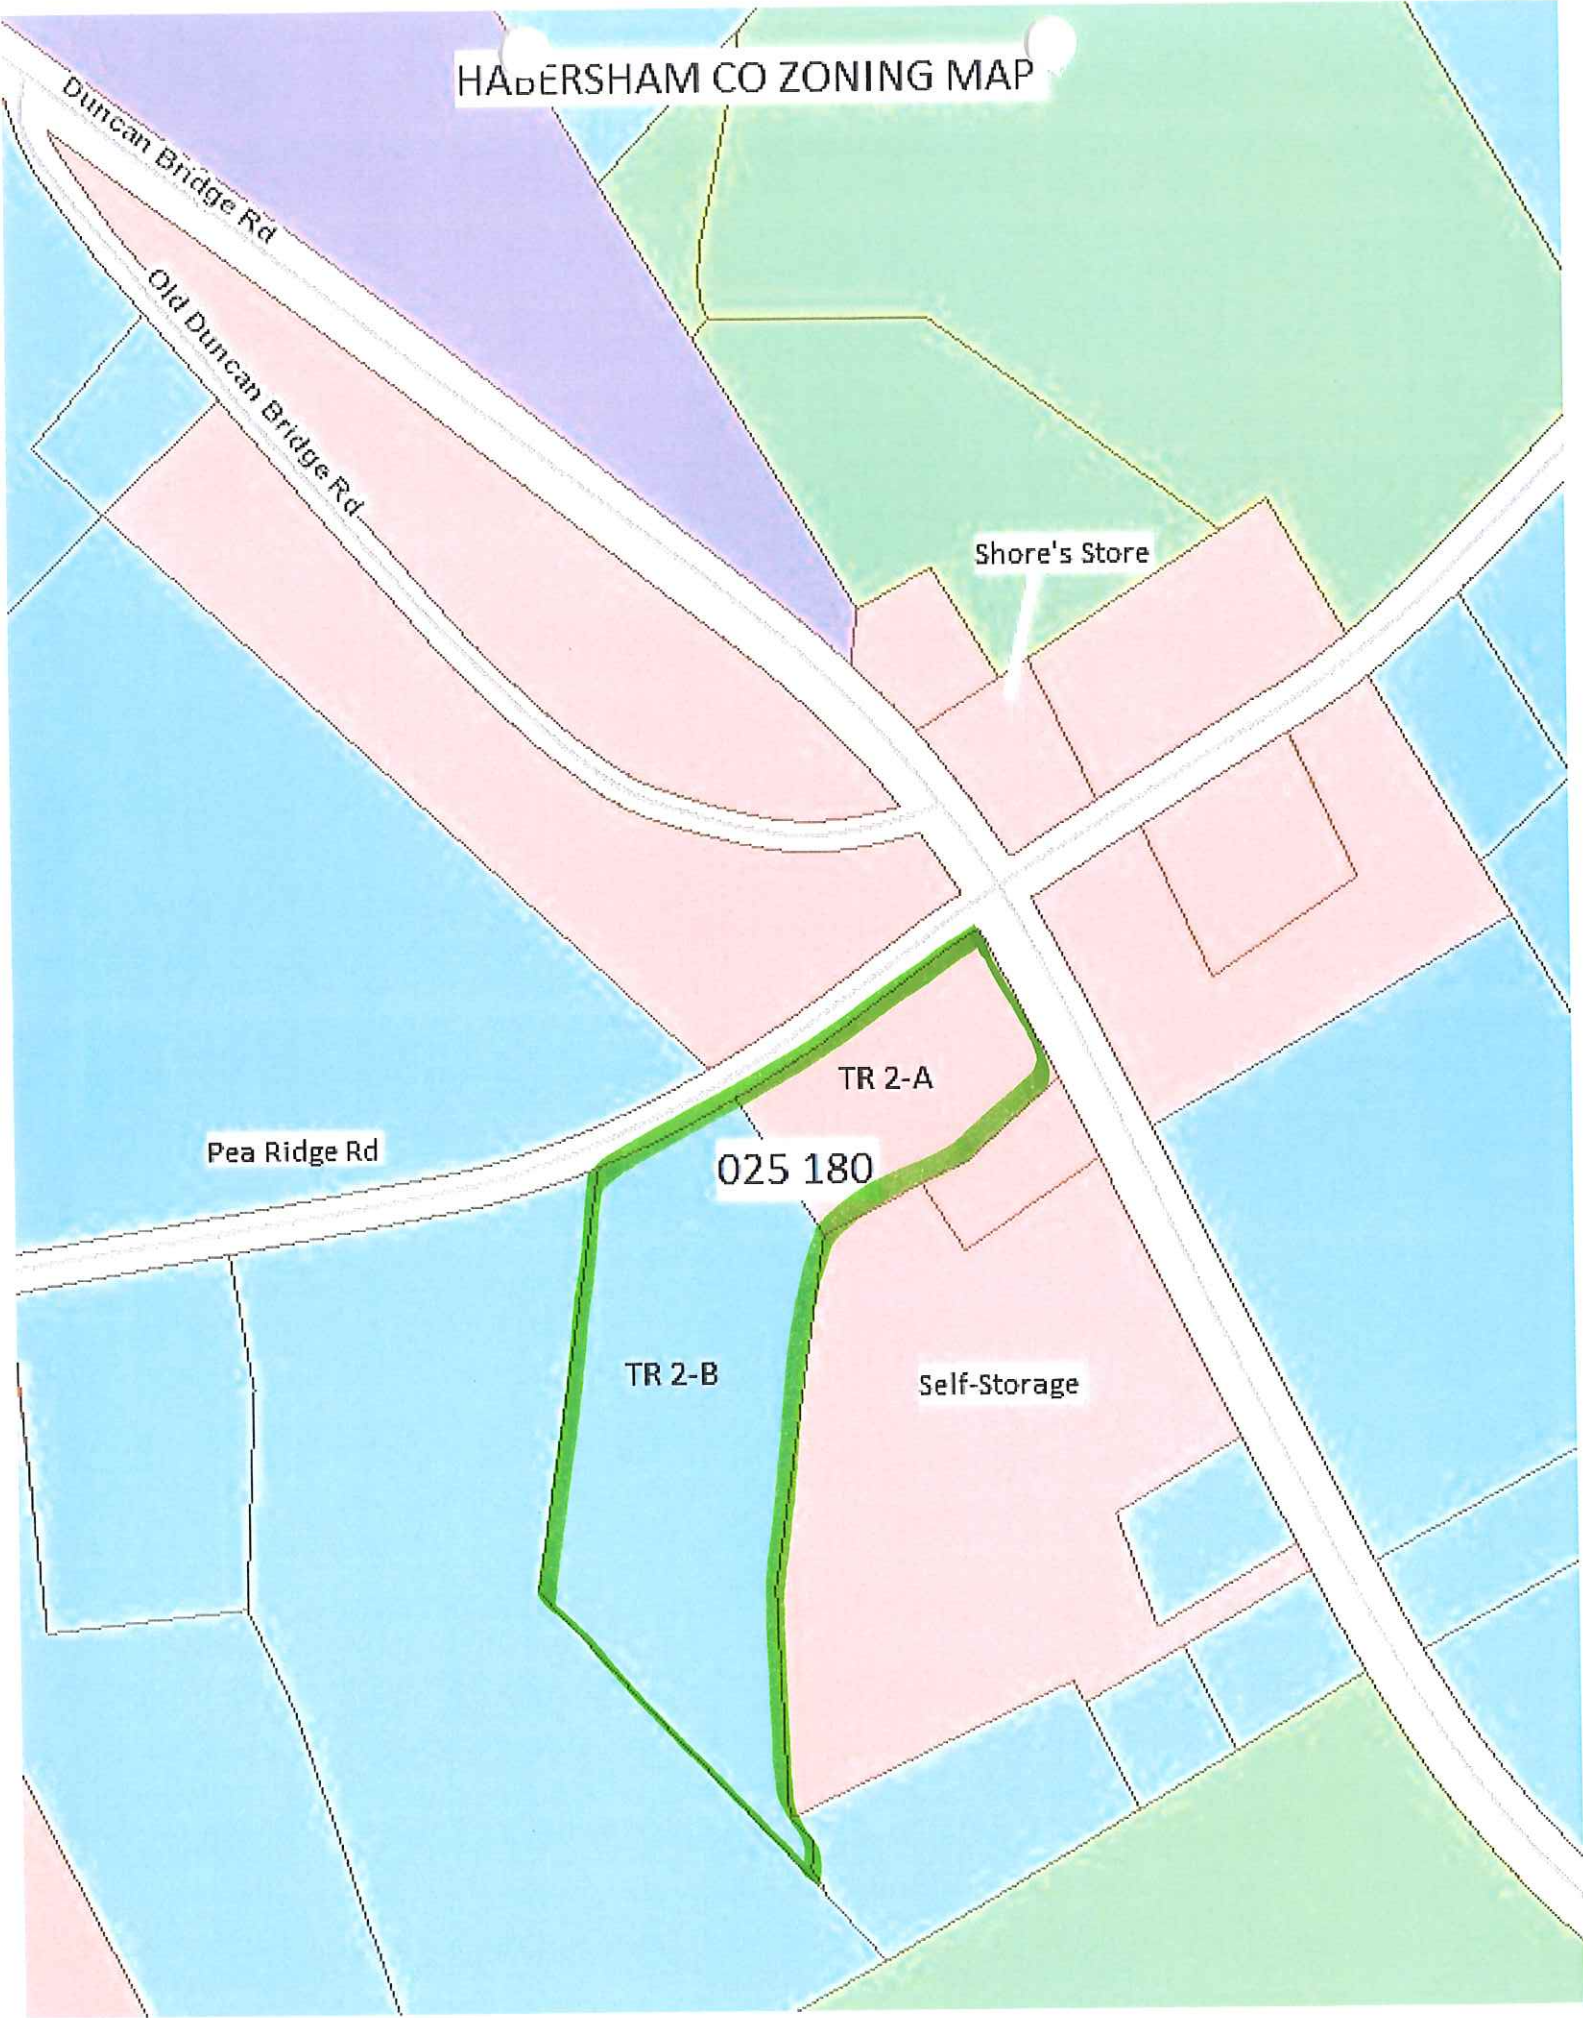 HABERSHAM CO ZONING MAP
Duncan Bridge Rd
Old Duncan Bridge Rd
Shore's Store
TR 2-A
Pea Ridge Rd
025 180
TR 2-B
Self-Storage